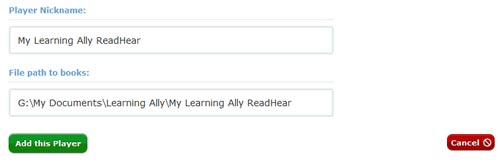 Player Nickname:
My Learning Ally ReadHear
File path to books:
G:\My Documents\Learning Ally\My Learning Ally ReadHear
Add this Player
Cancel